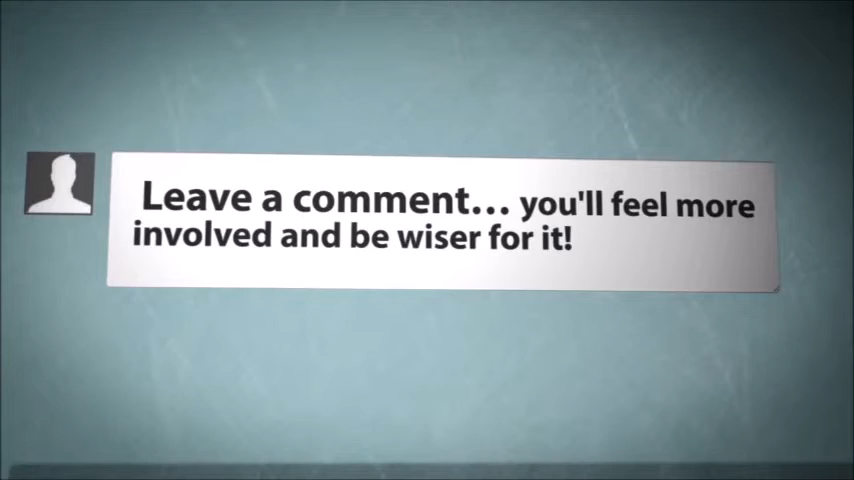 Leave a comment... you'll feel more
involved and be wiser for it!